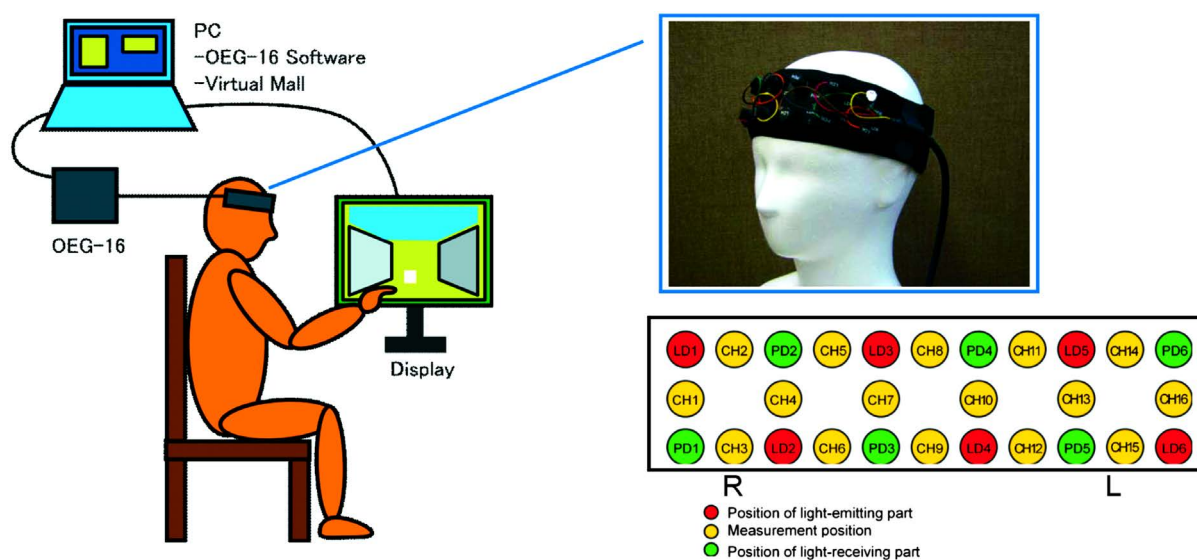 PC
-OEG-16 Software
-Virtual Mall
OEG-16
Display
LD1 CH2 PD2 CH5 LD3 CH8 PD4 CH11 LD5 CH14 PD6
CH1 CH4 CH7 CH10 CH13 CH16
PD1 CH3 LD2 CH6 PD3 CH9 LD4 CH12 PD5 CH15 LD6
R L
Position of light-emitting part
Measurement position
Position of light-receiving part